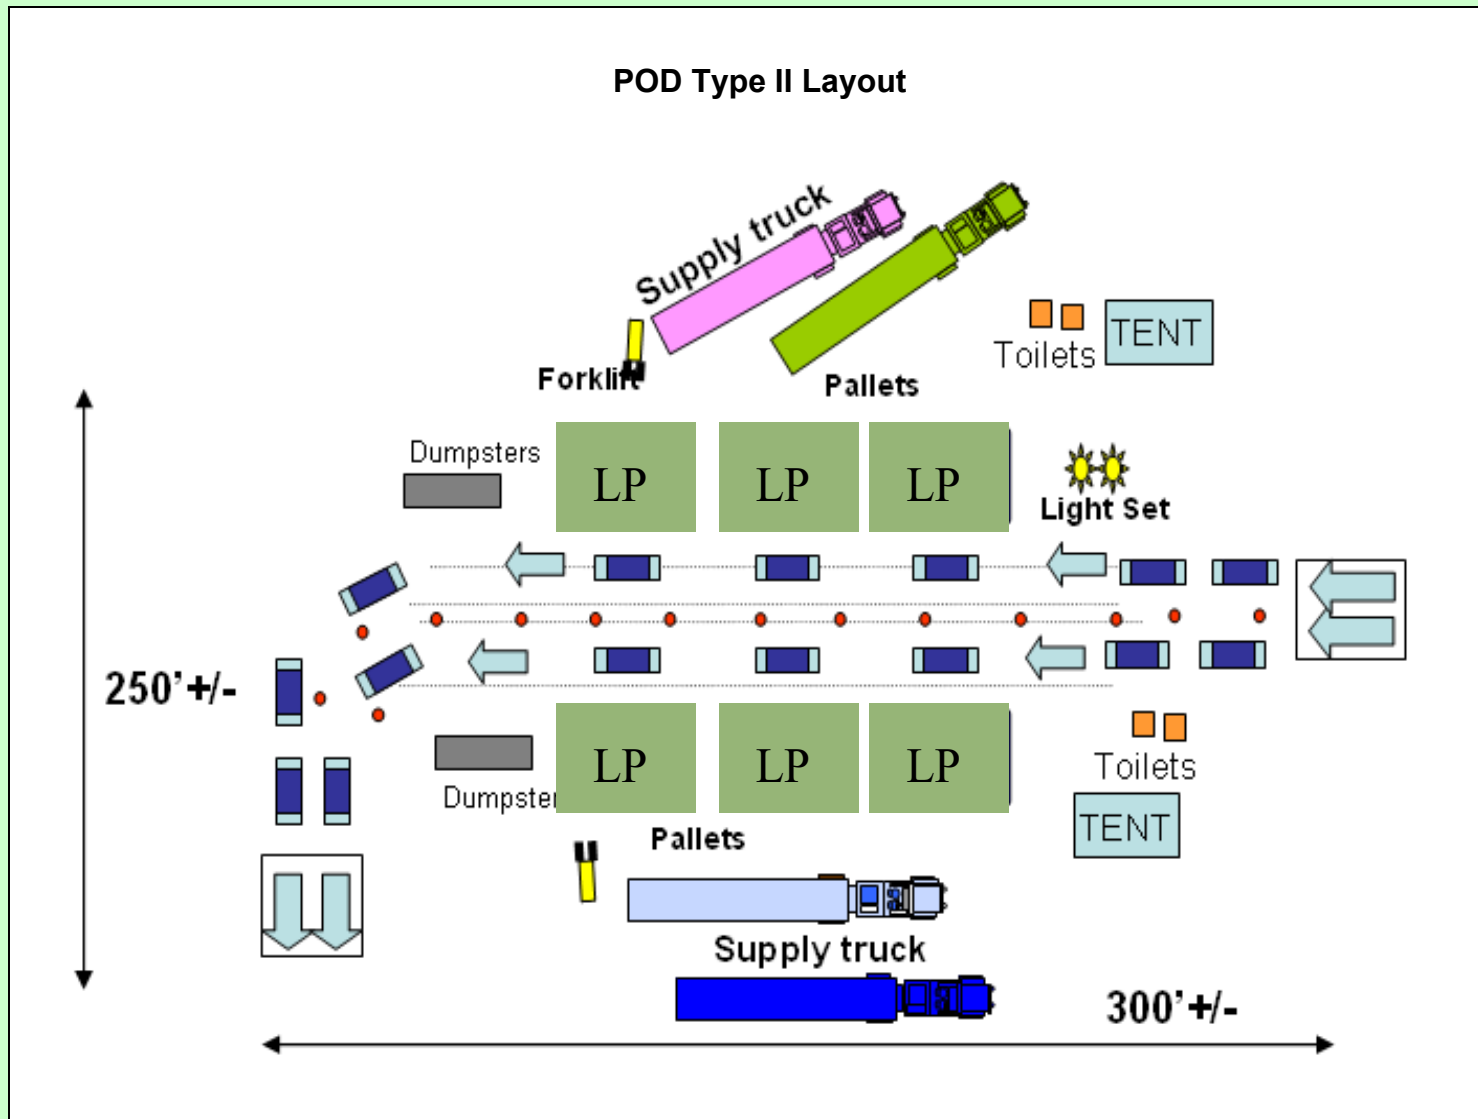 POD Type II Layout
Supply truck
Toilets
TENT
Forklift
Pallets
Dumpsters
LP
LP
LP
Light Set
250'+/-
LP
LP
LP
Toilets
Dumpster
Pallets
TENT
Supply truck
300'+/-